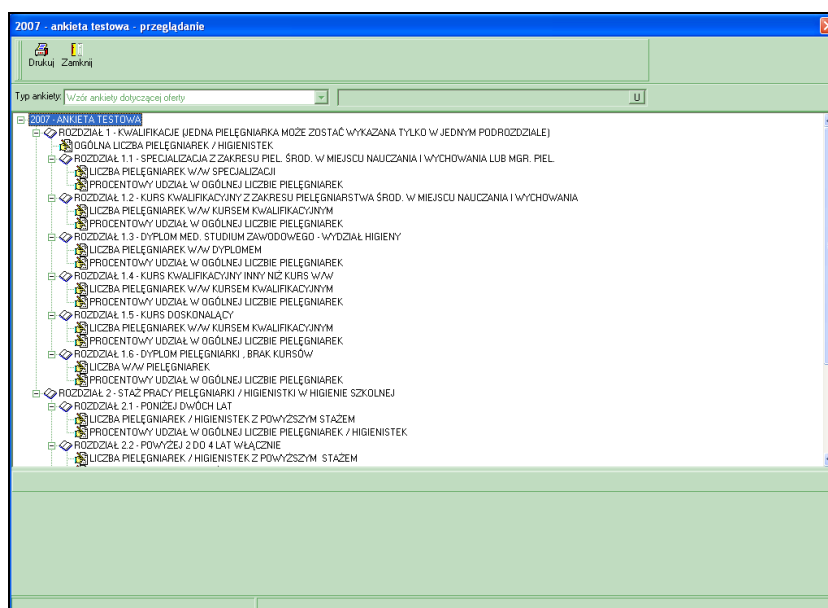 2007 - ankieta testowa - przeglądanie
Drukuj Zamknij
Typ ankiety: Wzór ankiety dotyczącej oferty U
2007 - ANKIETA TESTOWA
ROZDZIAŁ 1 - KWALIFIKACJE (JEDNA PIELĘGNIARKA MOŻE ZOSTAĆ WYKAZANA TYLKO W JEDNYM PODROZDZIALE)
OGÓLNA LICZBA PIELĘGNIAREK / HIGIENISTEK
ROZDZIAŁ 1.1 - SPECJALIZACJA Z ZAKRESU PIEL. ŚROD. W MIEJSCU NAUCZANIA I WYCHOWANIA LUB MGR. PIEL.
LICZBA PIELĘGNIAREK W/W SPECJALIZACJI
PROCENTOWY UDZIAŁ W OGÓLNEJ LICZBIE PIELĘGNIAREK
ROZDZIAŁ 1.2 - KURS KWALIFIKACYJNY Z ZAKRESU PIELĘGNIARSTWA ŚROD. W MIEJSCU NAUCZANIA I WYCHOWANIA
LICZBA PIELĘGNIAREK W/W KURSEM KWALIFIKACYJNYM
PROCENTOWY UDZIAŁ W OGÓLNEJ LICZBIE PIELĘGNIAREK
ROZDZIAŁ 1.3 - DYPLOM MED. STUDIUM ZAWODOWEGO - WYDZIAŁ HIGIENY
LICZBA PIELĘGNIAREK W/W DYPLOMEM
PROCENTOWY UDZIAŁ W OGÓLNEJ LICZBIE PIELĘGNIAREK
ROZDZIAŁ 1.4 - KURS KWALIFIKACYJNY INNY NIŻ KURS W/W
LICZBA PIELĘGNIAREK W/W KURSEM KWALIFIKACYJNYM
PROCENTOWY UDZIAŁ W OGÓLNEJ LICZBIE PIELĘGNIAREK
ROZDZIAŁ 1.5 - KURS DOSKONALĄCY
LICZBA PIELĘGNIAREK W/W KURSEM KWALIFIKACYJNYM
PROCENTOWY UDZIAŁ W OGÓLNEJ LICZBIE PIELĘGNIAREK
ROZDZIAŁ 1.6 - DYPLOM PIELĘGNIARKI , BRAK KURSÓW
LICZBA W/W PIELĘGNIAREK
PROCENTOWY UDZIAŁ W OGÓLNEJ LICZBIE PIELĘGNIAREK
ROZDZIAŁ 2 - STAŻ PRACY PIELĘGNIARKI / HIGIENISTKI W HIGIENIE SZKOLNEJ
ROZDZIAŁ 2.1 - PONIŻEJ DWÓCH LAT
LICZBA PIELĘGNIAREK / HIGIENISTEK Z POWYŻSZYM STAŻEM
PROCENTOWY UDZIAŁ W OGÓLNEJ LICZBIE PIELĘGNIAREK / HIGIENISTEK
ROZDZIAŁ 2.2 - POWYŻEJ 2 DO 4 LAT WŁĄCZNIE
LICZBA PIELĘGNIAREK / HIGIENISTEK Z POWYŻSZYM STAŻEM